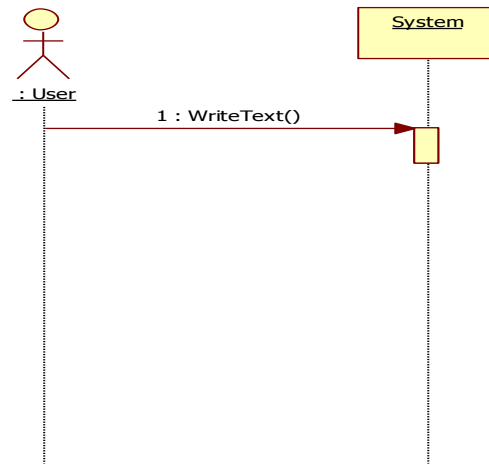 System
: User
1 : WriteText()